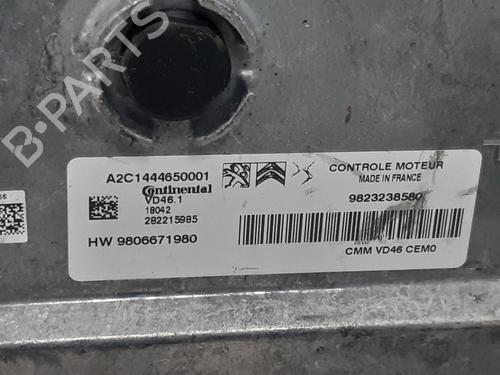 B-PARTS
A2C1444650001
Continental
VD46.1
18042
282215985
HW 9806671980
CONTROLE MOTEUR
MADE IN FRANCE
9823238580
CMM VD46 CEM0